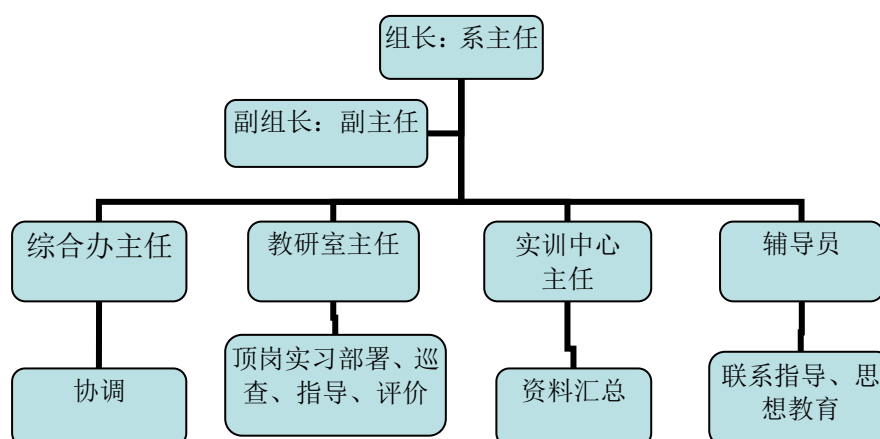 组长：系主任
副组长：副主任
综合办主任
教研室主任
实训中心
主任
辅导员
协调
顶岗实习部署、巡
查、指导、评价
资料汇总
联系指导、思
想教育